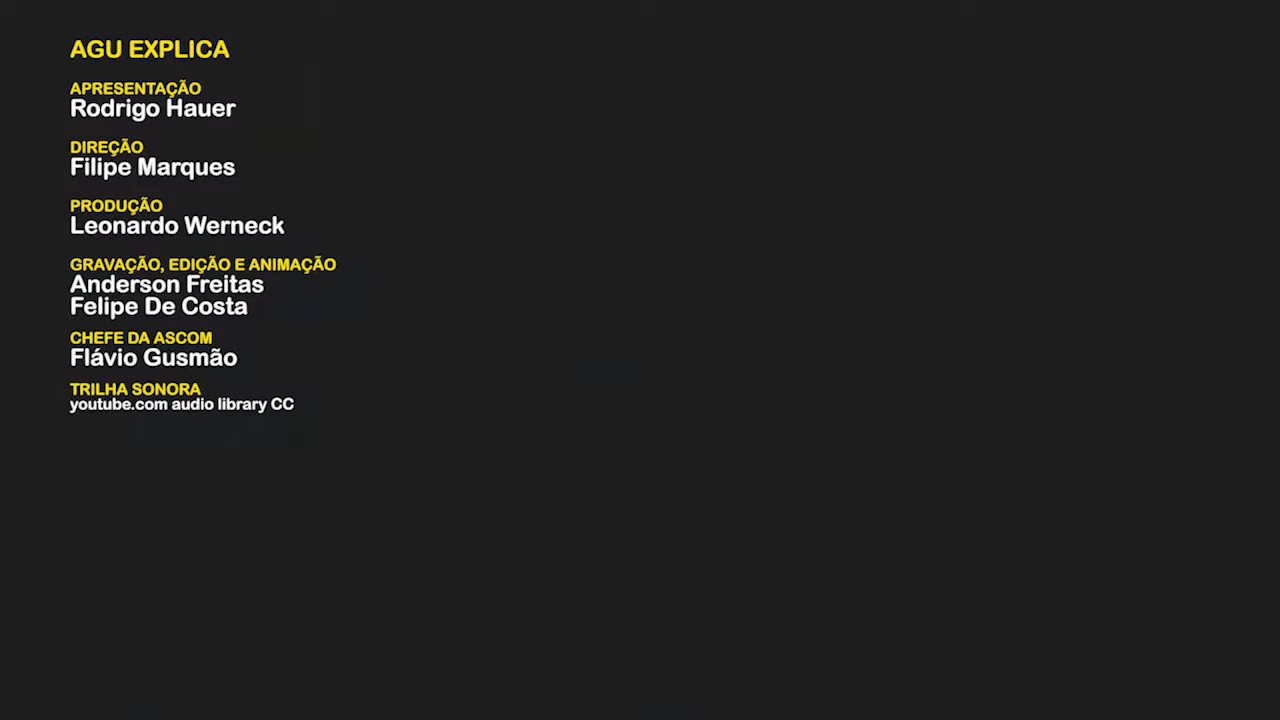 AGU EXPLICA
APRESENTAÇÃO
Rodrigo Hauer
DIREÇÃO
Filipe Marques
PRODUÇÃO
Leonardo Werneck
GRAVAÇÃO, EDIÇÃO E ANIMAÇÃO
Anderson Freitas
Felipe De Costa
CHEFE DA ASCOM
Flávio Gusmão
TRILHA SONORA
youtube.com audio library CC